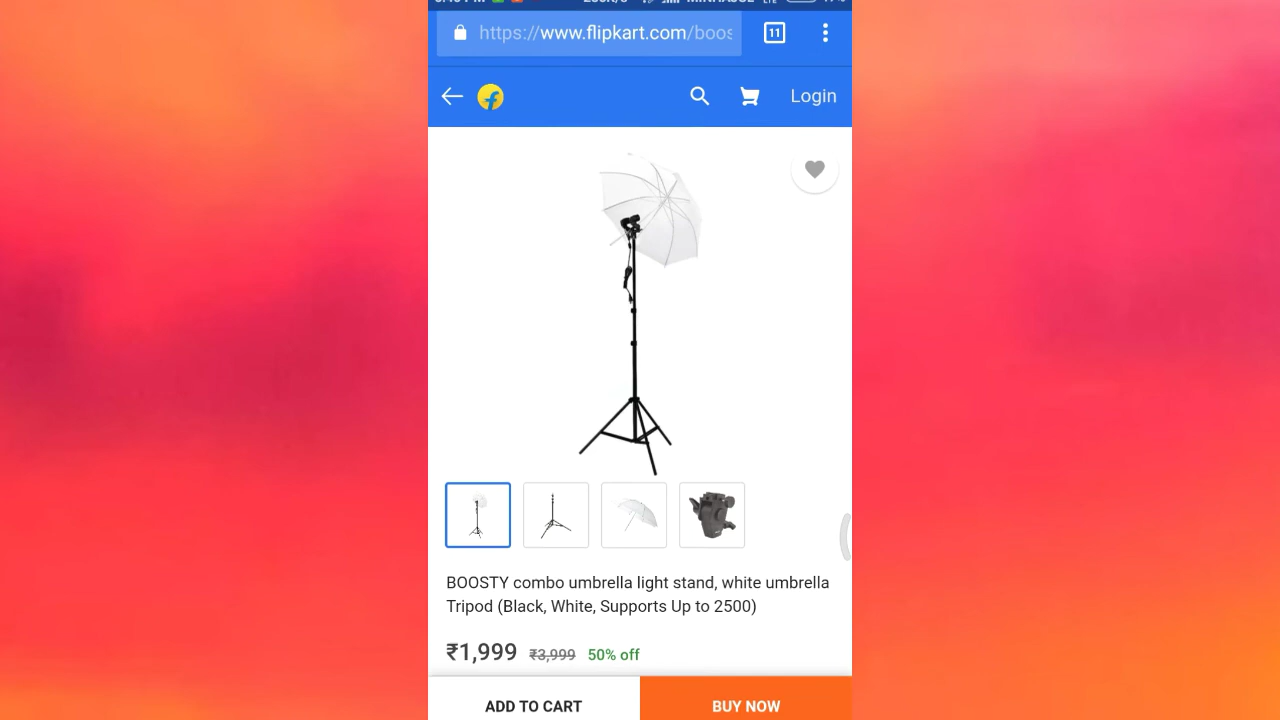 https://www.flipkart.com/boos
11
Login
BOOSTY combo umbrella light stand, white umbrella
Tripod (Black, White, Supports Up to 2500)
₹1,999 ₹3,999 50% off
ADD TO CART
BUY NOW